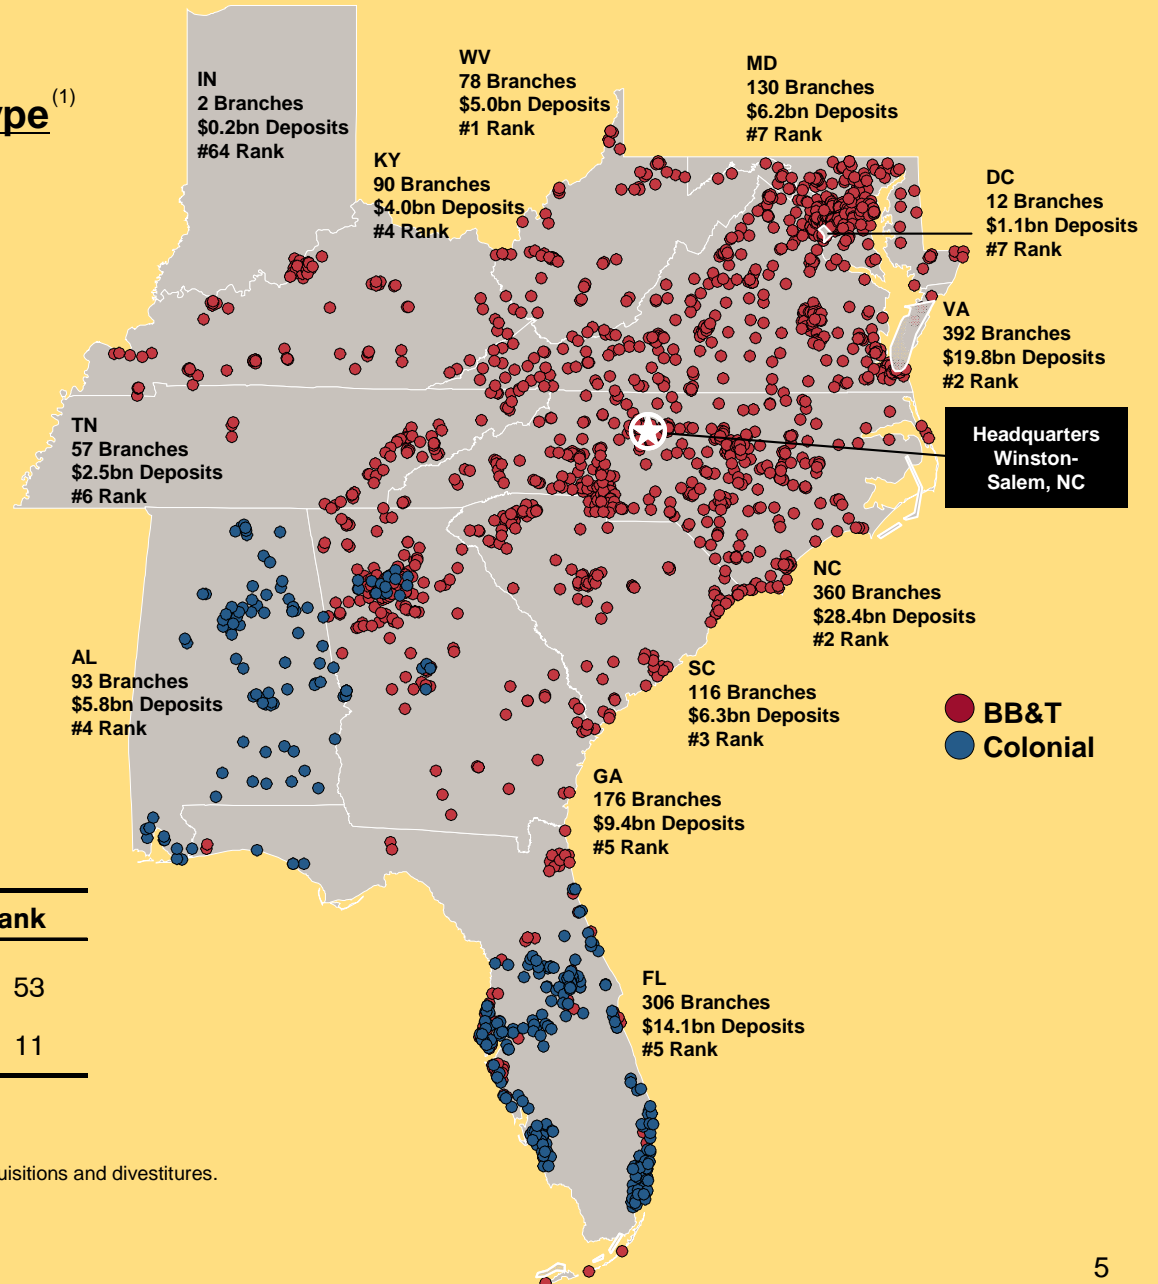 ype (1)
IN
2 Branches
$0.2bn Deposits
#64 Rank
WV
78 Branches
$5.0bn Deposits
#1 Rank
MD
130 Branches
$6.2bn Deposits
#7 Rank
KY
90 Branches
$4.0bn Deposits
#4 Rank
DC
12 Branches
$1.1bn Deposits
#7 Rank
VA
392 Branches
$19.8bn Deposits
#2 Rank
TN
57 Branches
$2.5bn Deposits
#6 Rank
Headquarters
Winston-
Salem, NC
NC
360 Branches
$28.4bn Deposits
#2 Rank
AL
93 Branches
$5.8bn Deposits
#4 Rank
SC
116 Branches
$6.3bn Deposits
#3 Rank
BB&T
Colonial
GA
176 Branches
$9.4bn Deposits
#5 Rank
ank
53
11
FL
306 Branches
$14.1bn Deposits
#5 Rank
uisitions and divestitures.
5